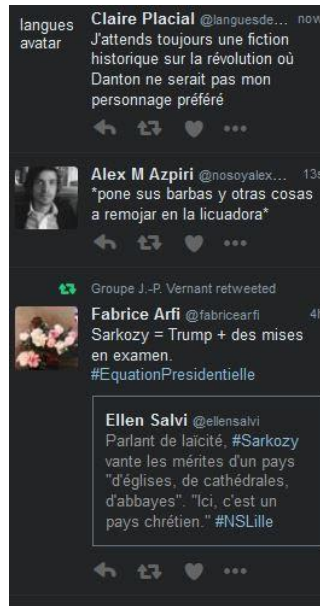 langues
avatar
Claire Placial @languesde... now
J'attends toujours une fiction
historique sur la révolution où
Danton ne serait pas mon
personnage préféré
Alex M Azpiri @nosoyalex... 13s
*pone sus barbas y otras cosas
a remojar en la licuadora*
Groupe J.-P. Vernant retweeted
Fabrice Arfi @fabricearfi 4h
Sarkozy = Trump + des mises
en examen.
#EquationPresidentielle
Ellen Salvi @ellensalvi
Parlant de laïcité, #Sarkozy
vante les mérites d'un pays
"d'églises, de cathédrales,
d'abbayes". "Ici, c'est un
pays chrétien." #NSLille